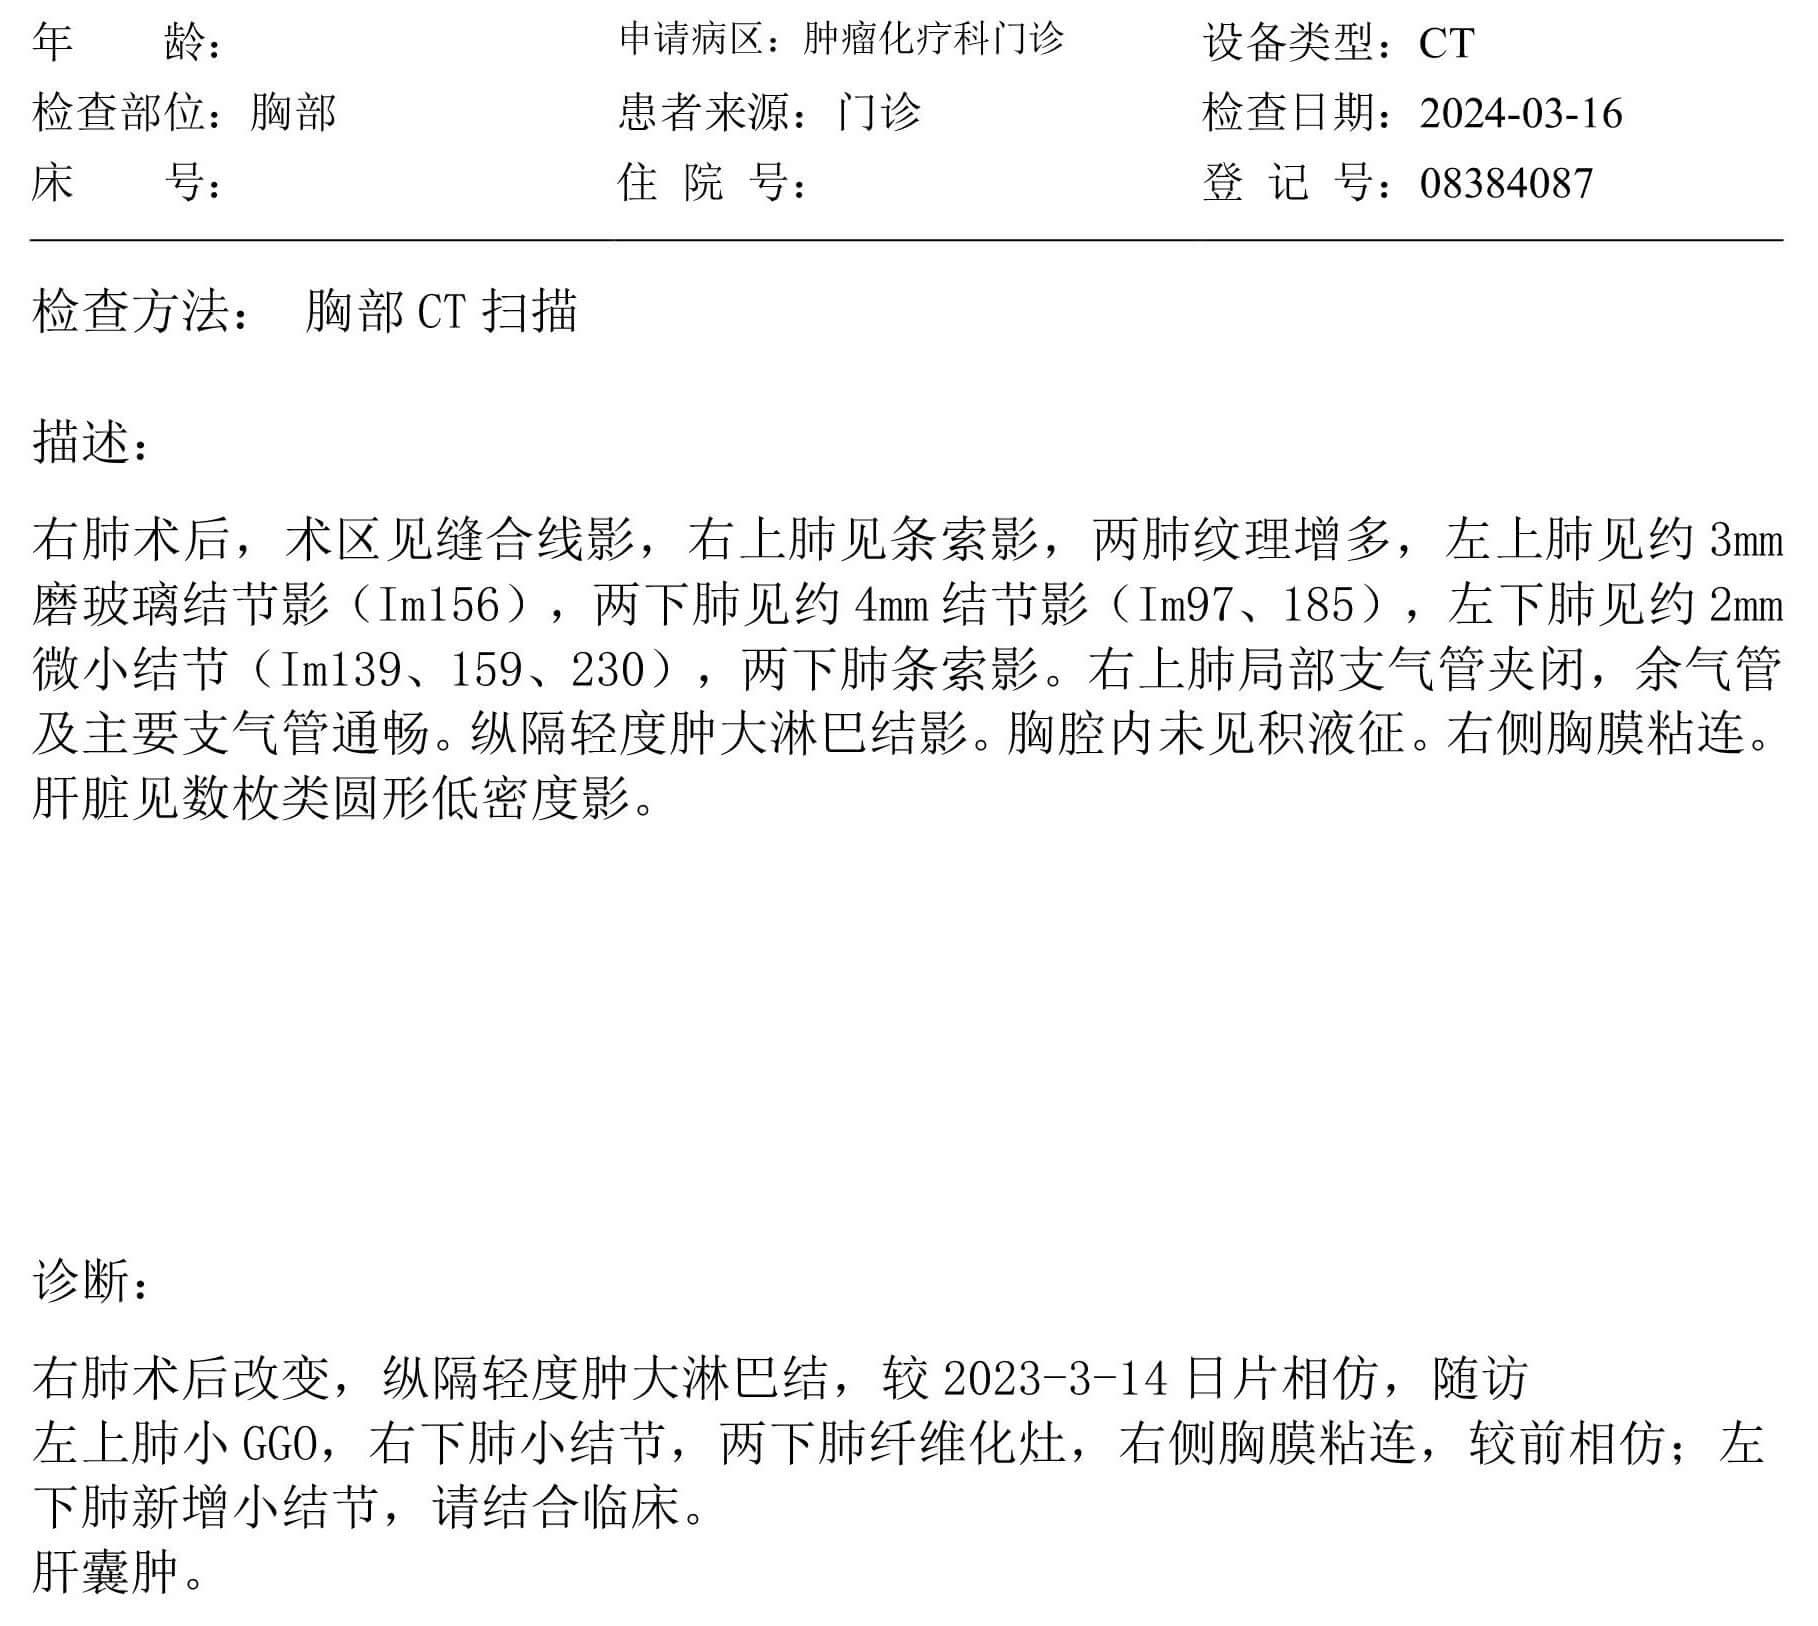 年 龄： 申请病区：肿瘤化疗科门诊 设备类型：CT
检查部位：胸部 患者来源：门诊 检查日期：2024-03-16
床 号： 住 院 号： 登 记 号：08384087
检查方法： 胸部 CT 扫描
描述：
右肺术后，术区见缝合线影，右上肺见条索影，两肺纹理增多，左上肺见约 3mm
磨玻璃结节影（Im156），两下肺见约 4mm 结节影（Im97、185），左下肺见约 2mm
微小结节（Im139、159、230），两下肺条索影。右上肺局部支气管夹闭，余气管
及主要支气管通畅。纵隔轻度肿大淋巴结影。胸腔内未见积液征。右侧胸膜粘连。
肝脏见数枚类圆形低密度影。
诊断：
右肺术后改变，纵隔轻度肿大淋巴结，较 2023-3-14 日片相仿，随访
左上肺小 GGO，右下肺小结节，两下肺纤维化灶，右侧胸膜粘连，较前相仿；左
下肺新增小结节，请结合临床。
肝囊肿。